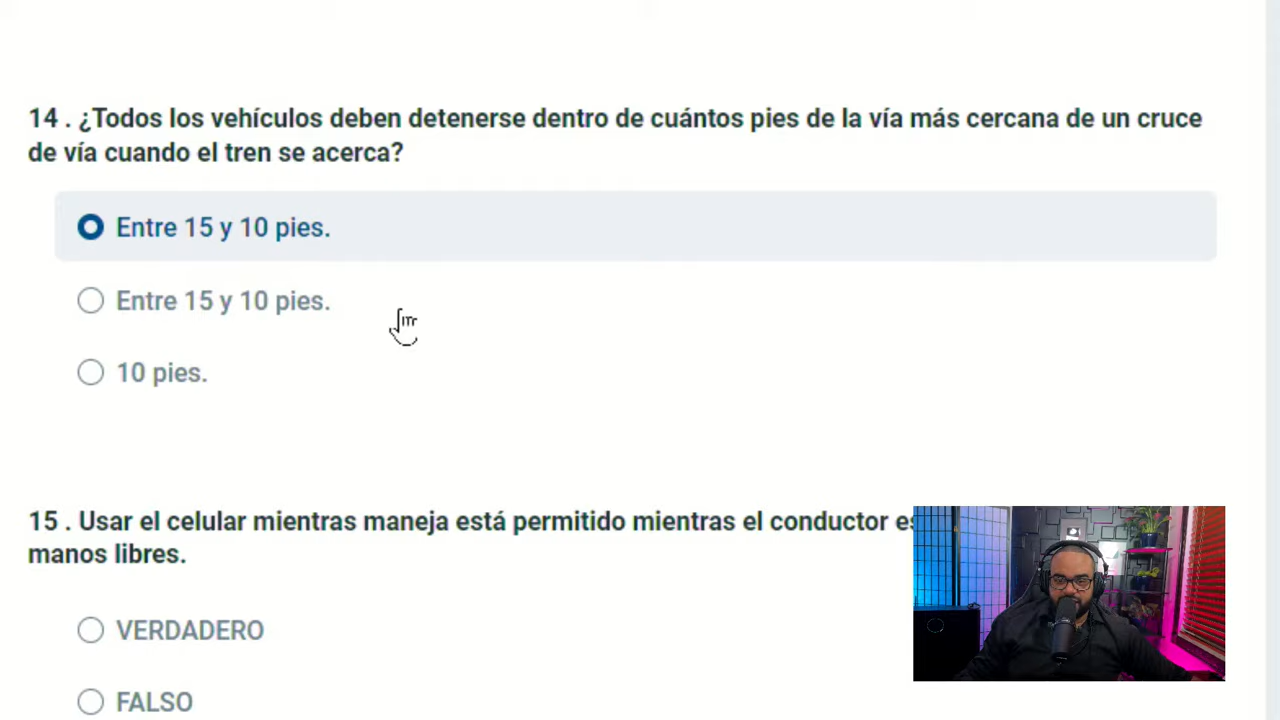 14 . ¿Todos los vehículos deben detenerse dentro de cuántos pies de la vía más cercana de un cruce
de vía cuando el tren se acerca?
Entre 15 y 10 pies.
Entre 15 y 10 pies.
10 pies.
15 . Usar el celular mientras maneja está permitido mientras el conductor
manos libres.
VERDADERO
FALSO